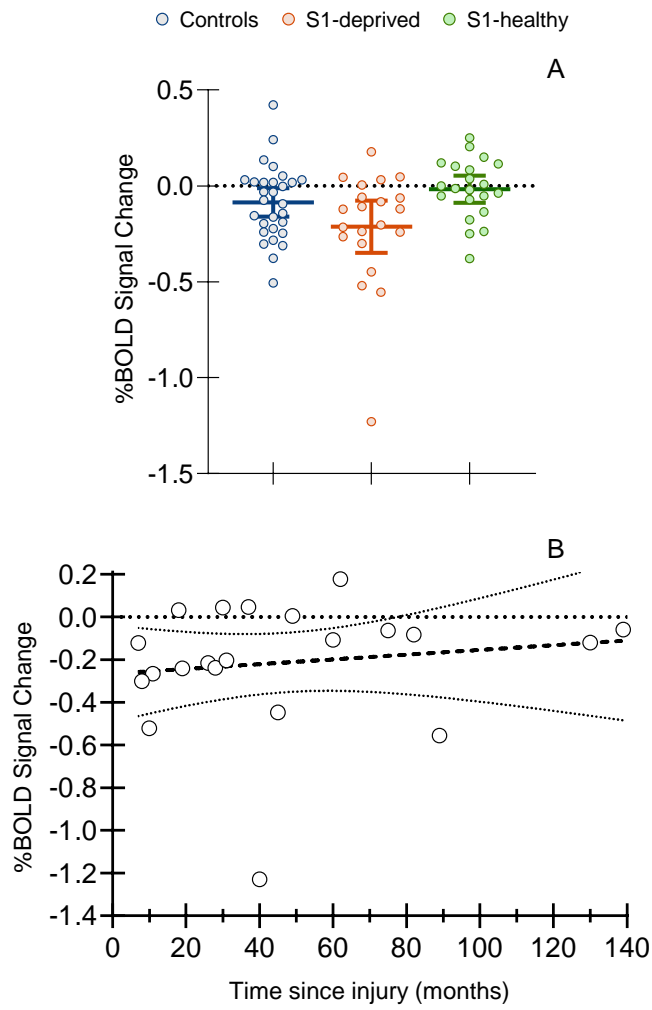 Controls S1-deprived S1-healthy
A
0.5
0.0
-0.5
-1.0
-1.5
%BOLD Signal Change
B
0.2
0.0
-0.2
-0.4
-0.6
-0.8
-1.0
-1.2
-1.4
%BOLD Signal Change
0 20 40 60 80 100 120 140
Time since injury (months)